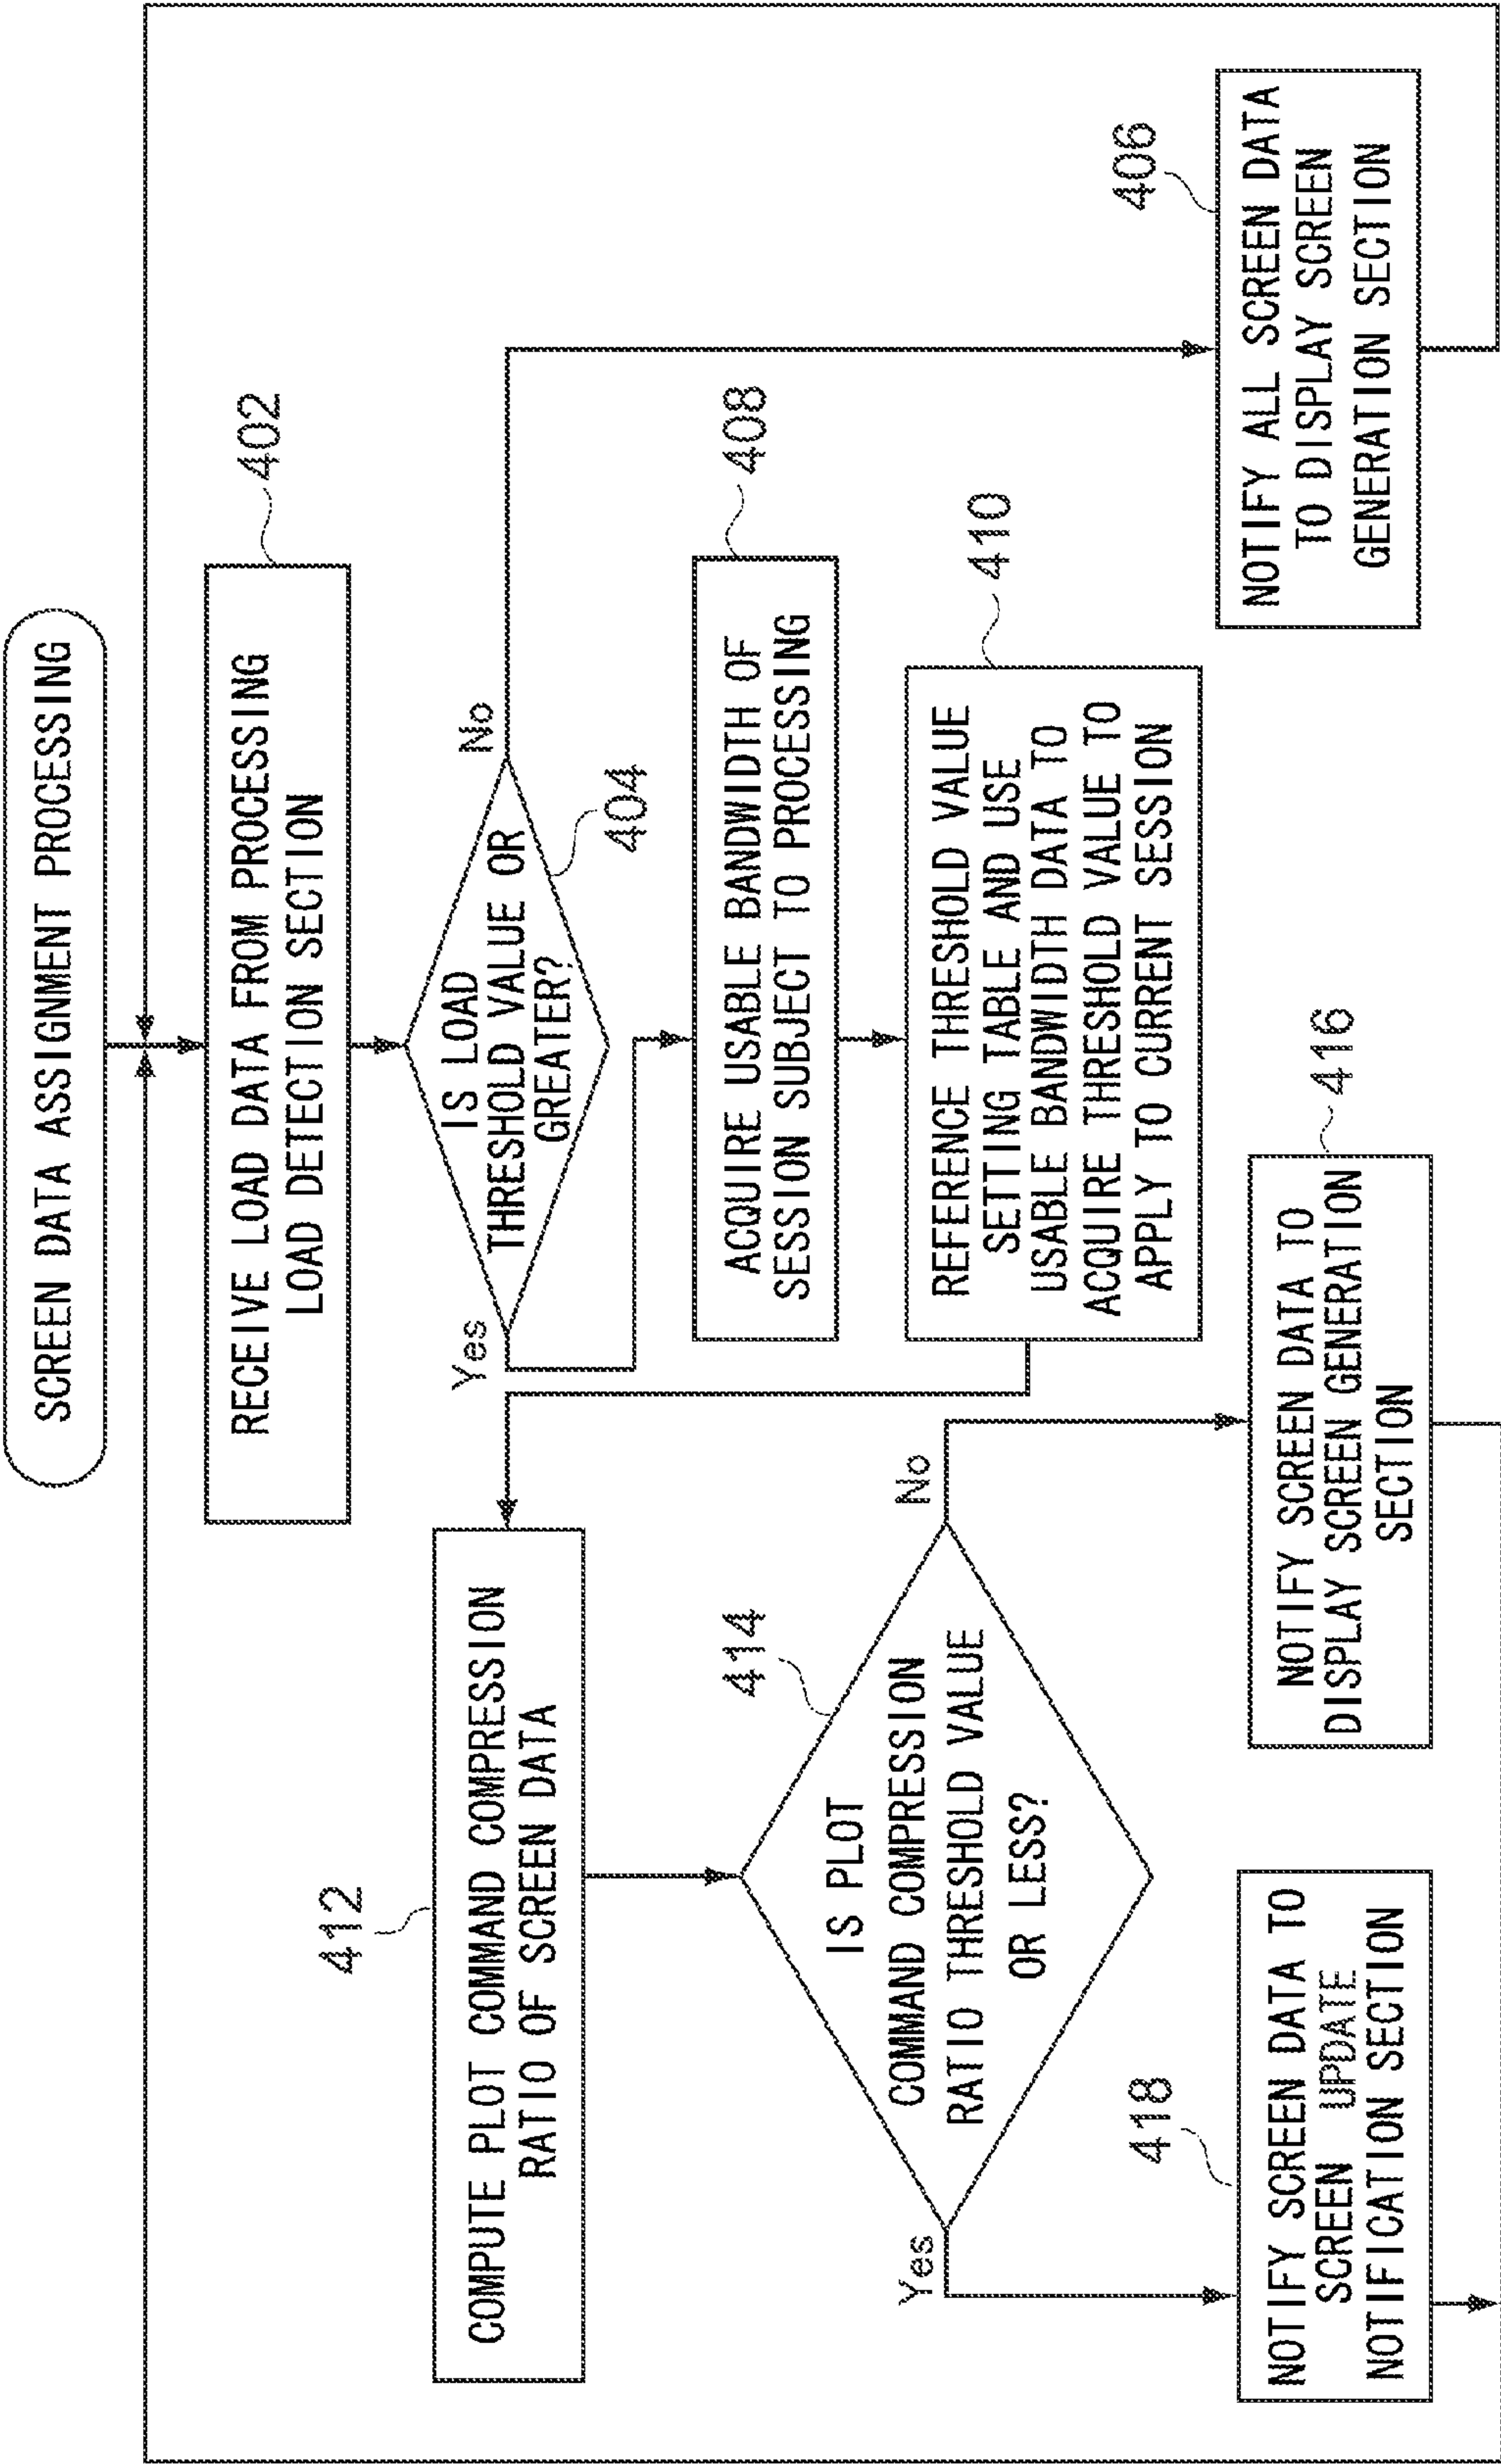 SCREEN DATA ASSIGNMENT PROCESSING
402
RECEIVE LOAD DATA FROM PROCESSING
LOAD DETECTION SECTION
404
IS LOAD
THRESHOLD VALUE OR
GREATER?
Yes
No
406
NOTIFY ALL SCREEN DATA
TO DISPLAY SCREEN
GENERATION SECTION
408
ACQUIRE USABLE BANDWIDTH OF
SESSION SUBJECT TO PROCESSING
410
REFERENCE THRESHOLD VALUE
SETTING TABLE AND USE
USABLE BANDWIDTH DATA TO
ACQUIRE THRESHOLD VALUE TO
APPLY TO CURRENT SESSION
412
COMPUTE PLOT COMMAND COMPRESSION
RATIO OF SCREEN DATA
414
IS PLOT
COMMAND COMPRESSION
RATIO THRESHOLD VALUE
OR LESS?
Yes
No
416
NOTIFY SCREEN DATA TO
DISPLAY SCREEN GENERATION
SECTION
418
NOTIFY SCREEN DATA TO
SCREEN UPDATE
NOTIFICATION SECTION